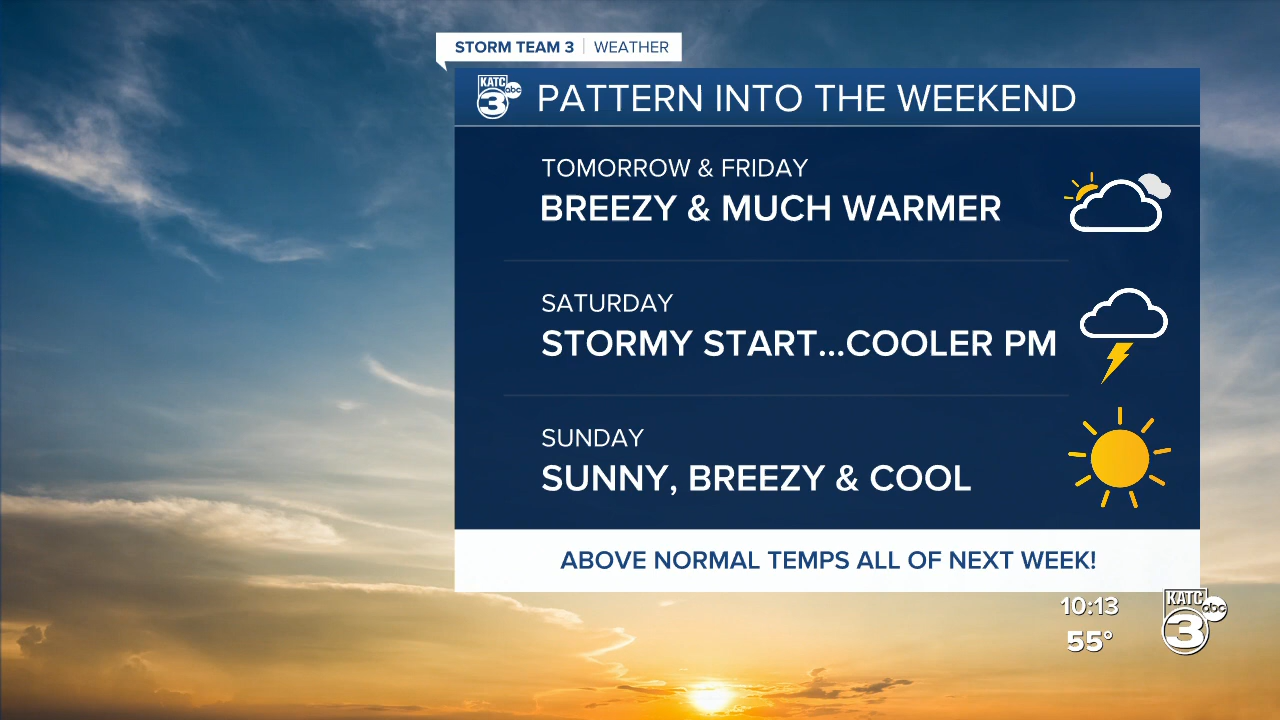 STORM TEAM 3 | WEATHER
KATC abc 3 PATTERN INTO THE WEEKEND
TOMORROW & FRIDAY
BREEZY & MUCH WARMER
SATURDAY
STORMY START...COOLER PM
SUNDAY
SUNNY, BREEZY & COOL
ABOVE NORMAL TEMPS ALL OF NEXT WEEK!
10:13
55°
KATC abc
3